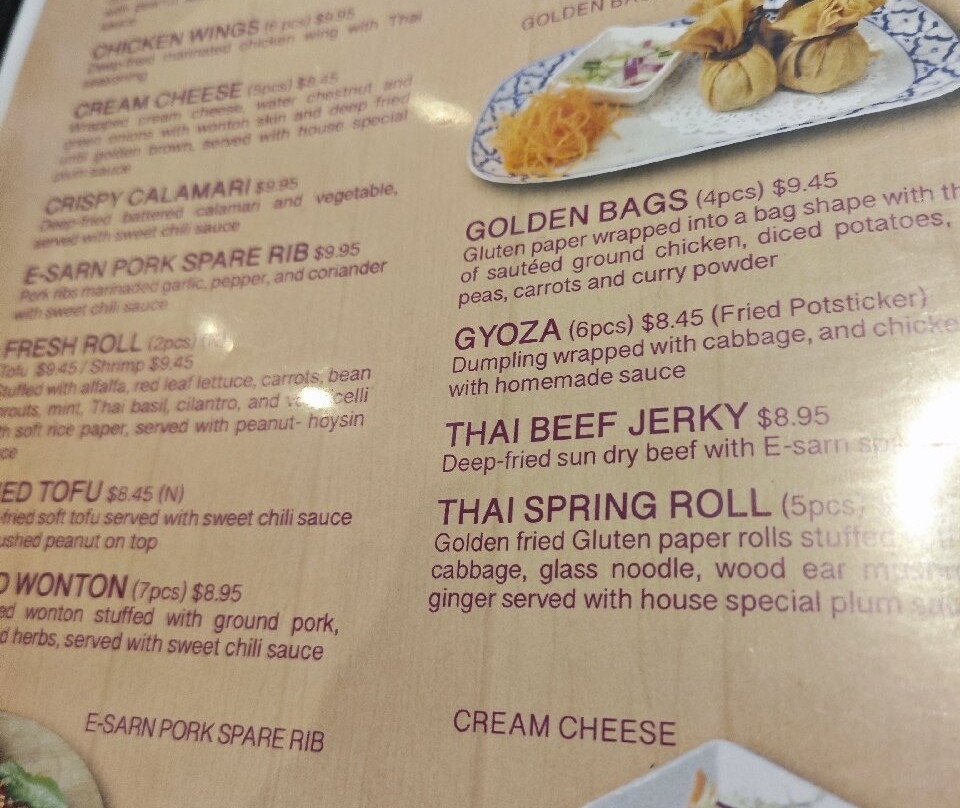 CHICKEN WINGS (6 pcs) $9.95
Deep-fried marinated chicken wing with Thai
seasoning
CREAM CHEESE (5pcs) $8.45
Wrapped cream cheese, water chestnut and
green onions with wonton skin and deep fried
until golden brown, served with house special
plum sauce
CRISPY CALAMARI $9.95
Deep-fried battered calamari and vegetable,
served with sweet chili sauce
E-SARN PORK SPARE RIB $9.95
Pork ribs marinaded garlic, pepper, and coriander
with sweet chili sauce
FRESH ROLL (2pcs)
Tofu $9.45 / Shrimp $9.45
Stuffed with alfalfa, red leaf lettuce, carrots, bean
prouts, mint, Thai basil, cilantro, and
soft rice paper, served with peanut- hoysin
ce
ED TOFU $8.45 (N)
-fried soft tofu served with sweet chili sauce
ushed peanut on top
D WONTON (7pcs) $8.95
ed wonton stuffed with ground pork,
d herbs, served with sweet chili sauce
E-SARN PORK SPARE RIB
GOLDEN BAG
GOLDEN BAGS (4pcs) $9.45
Gluten paper wrapped into a bag shape with th
of sautéed ground chicken, diced potatoes,
peas, carrots and curry powder
GYOZA (6pcs) $8.45 (Fried Potsticker)
Dumpling wrapped with cabbage, and chicke
with homemade sauce
THAI BEEF JERKY $8.95
Deep-fried sun dry beef with E-sarn
THAI SPRING ROLL (5pcs)
Golden fried Gluten paper rolls stuffed
cabbage, glass noodle, wood ear
ginger served with house special plum
CREAM CHEESE